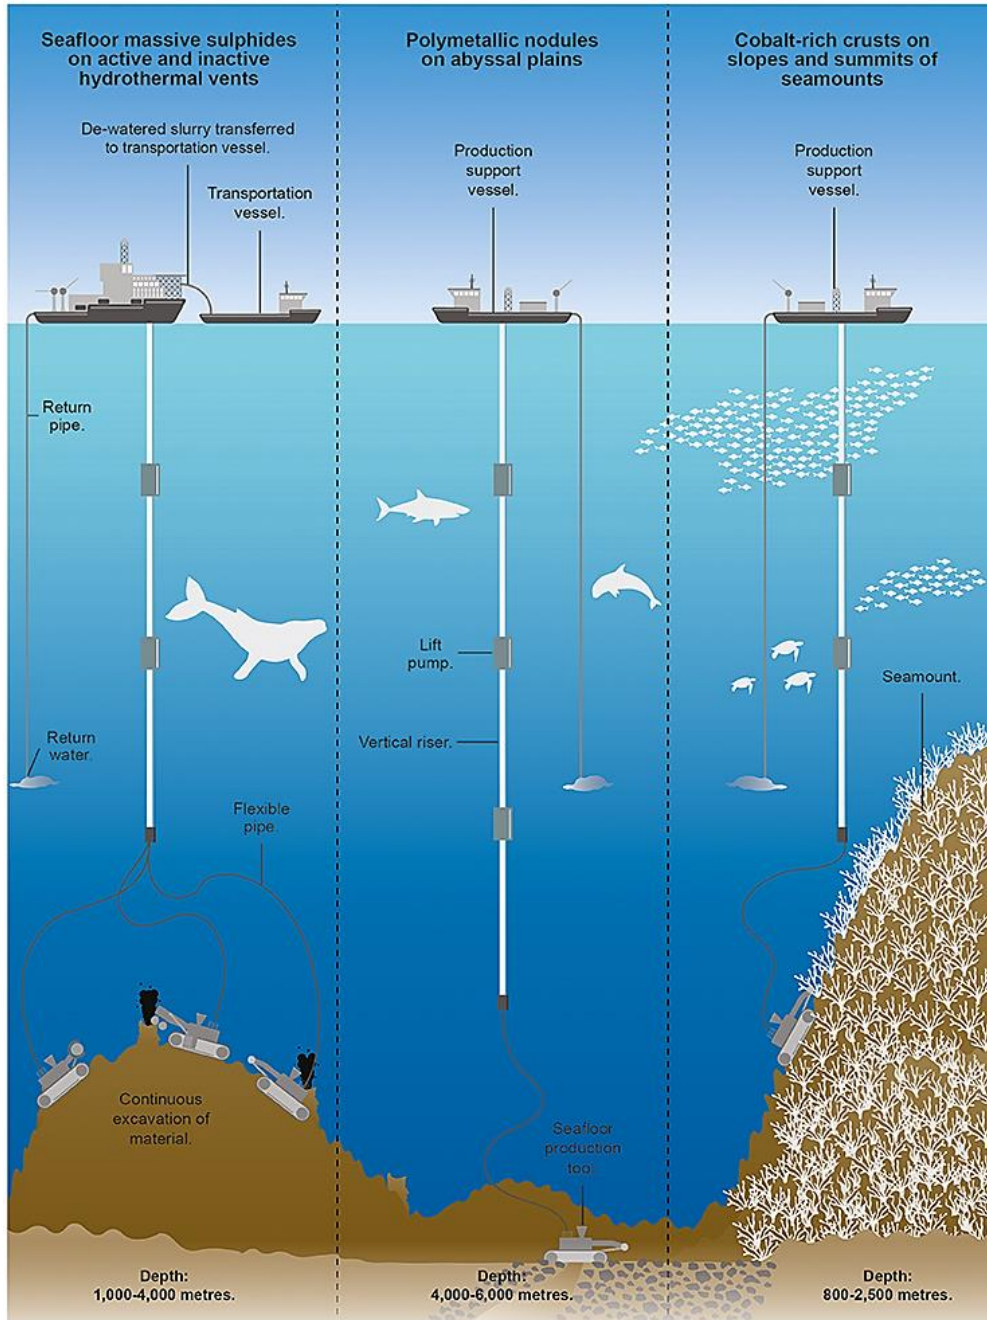 Seafloor massive sulphides
on active and inactive
hydrothermal vents
De-watered slurry transferred
to transportation vessel.
Transportation
vessel.
Return
pipe.
Return
water.
Flexible
pipe.
Continuous
excavation of
material.
Depth:
1,000-4,000 metres.
Polymetallic nodules
on abyssal plains
Production
support
vessel.
Lift
pump.
Vertical riser.
Seafloor
production
tool.
Depth:
4,000-6,000 metres.
Cobalt-rich crusts on
slopes and summits of
seamounts
Production
support
vessel.
Seamount.
Depth:
800-2,500 metres.